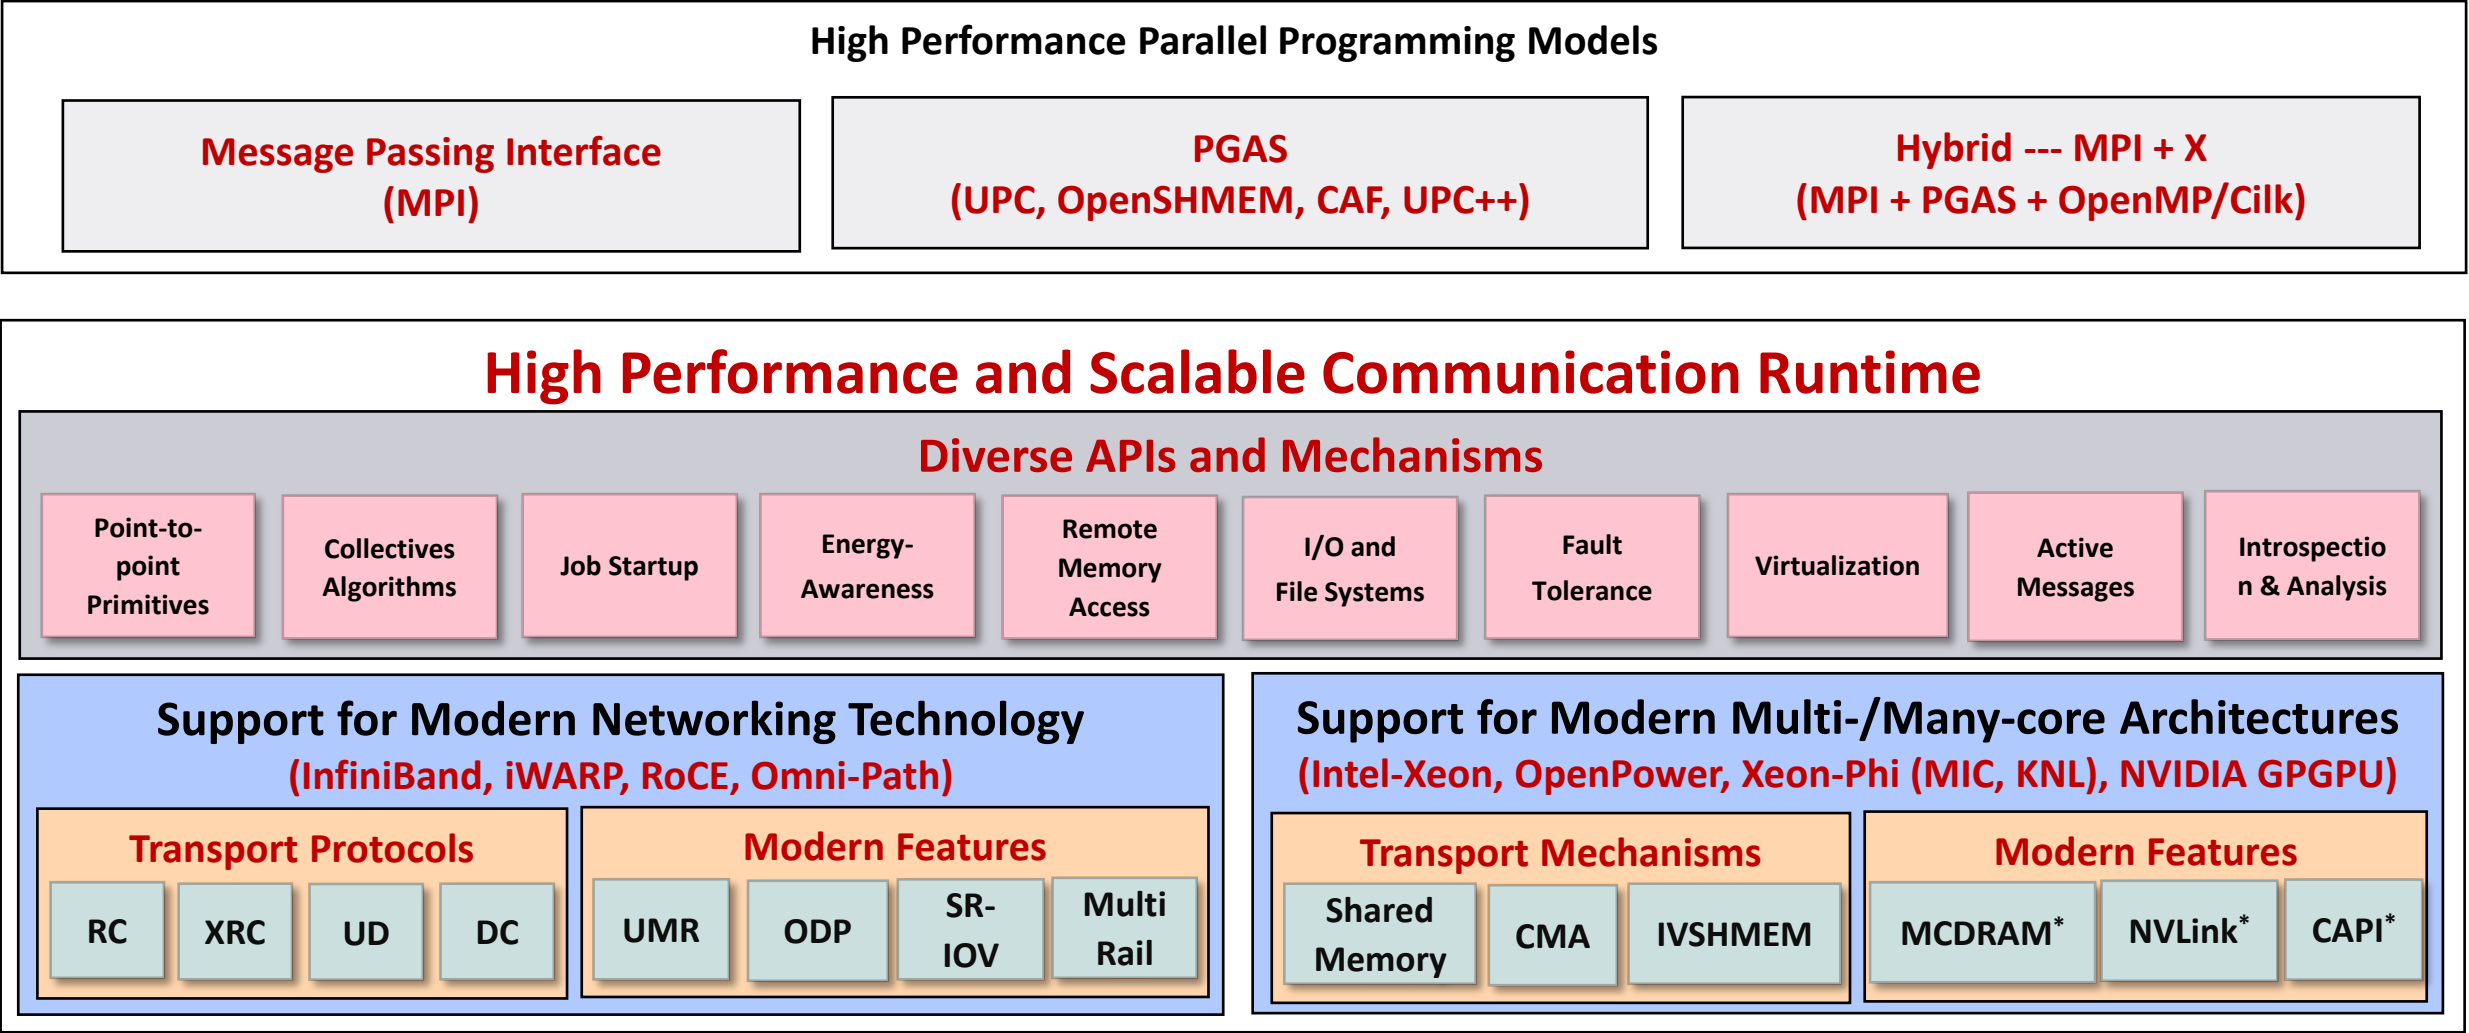 High Performance Parallel Programming Models
Message Passing Interface
(MPI)
PGAS
(UPC, OpenSHMEM, CAF, UPC++)
Hybrid --- MPI + X
(MPI + PGAS + OpenMP/Cilk)
High Performance and Scalable Communication Runtime
Diverse APIs and Mechanisms
Point-to-
point
Primitives
Collectives
Algorithms
Job Startup
Energy-
Awareness
Remote
Memory
Access
I/O and
File Systems
Fault
Tolerance
Virtualization
Active
Messages
Introspectio
n & Analysis
Support for Modern Networking Technology
(InfiniBand, iWARP, RoCE, Omni-Path)
Transport Protocols
RC
XRC
UD
DC
Modern Features
UMR
ODP
SR-
IOV
Multi
Rail
Support for Modern Multi-/Many-core Architectures
(Intel-Xeon, OpenPower, Xeon-Phi (MIC, KNL), NVIDIA GPGPU)
Transport Mechanisms
Shared
Memory
CMA
IVSHMEM
Modern Features
MCDRAM*
NVLink*
CAPI*